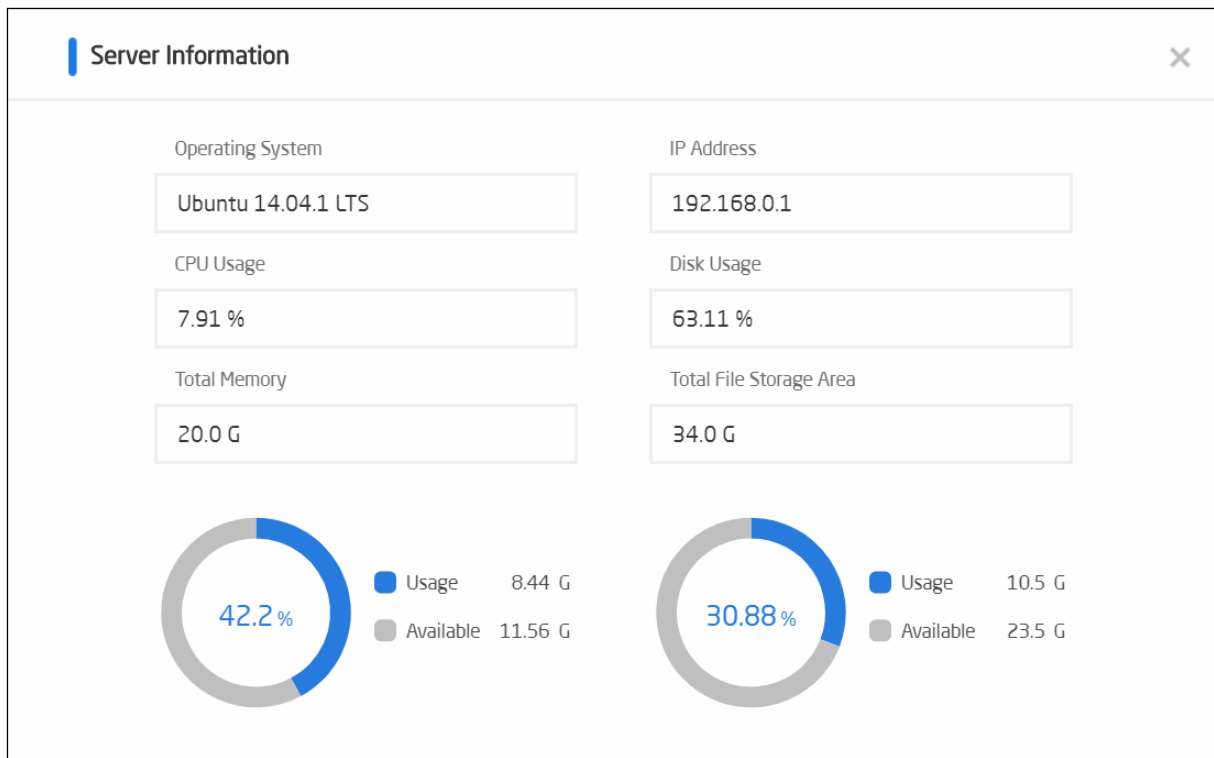 Server Information
×
Operating System
IP Address
Ubuntu 14.04.1 LTS
192.168.0.1
CPU Usage
Disk Usage
7.91 %
63.11 %
Total Memory
Total File Storage Area
20.0 G
34.0 G
42.2 %
Usage 8.44 G
Available 11.56 G
30.88 %
Usage 10.5 G
Available 23.5 G